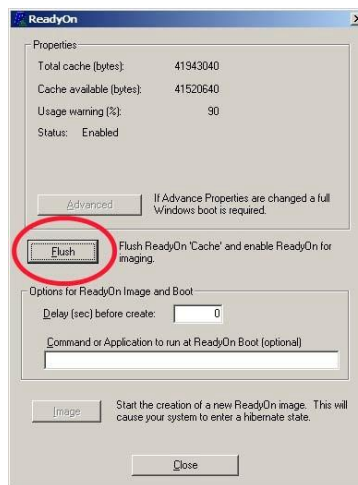 ReadyOn
Properties
Total cache (bytes): 41943040
Cache available (bytes): 41520640
Usage warning (%): 90
Status: Enabled
Advanced
If Advance Properties are changed a full
Windows boot is required.
Flush
Flush ReadyOn 'Cache' and enable ReadyOn for
imaging.
Options for ReadyOn Image and Boot
Delay (sec) before create: 0
Command or Application to run at ReadyOn Boot (optional)
Image
Start the creation of a new ReadyOn image. This will
cause your system to enter a hibernate state.
Close